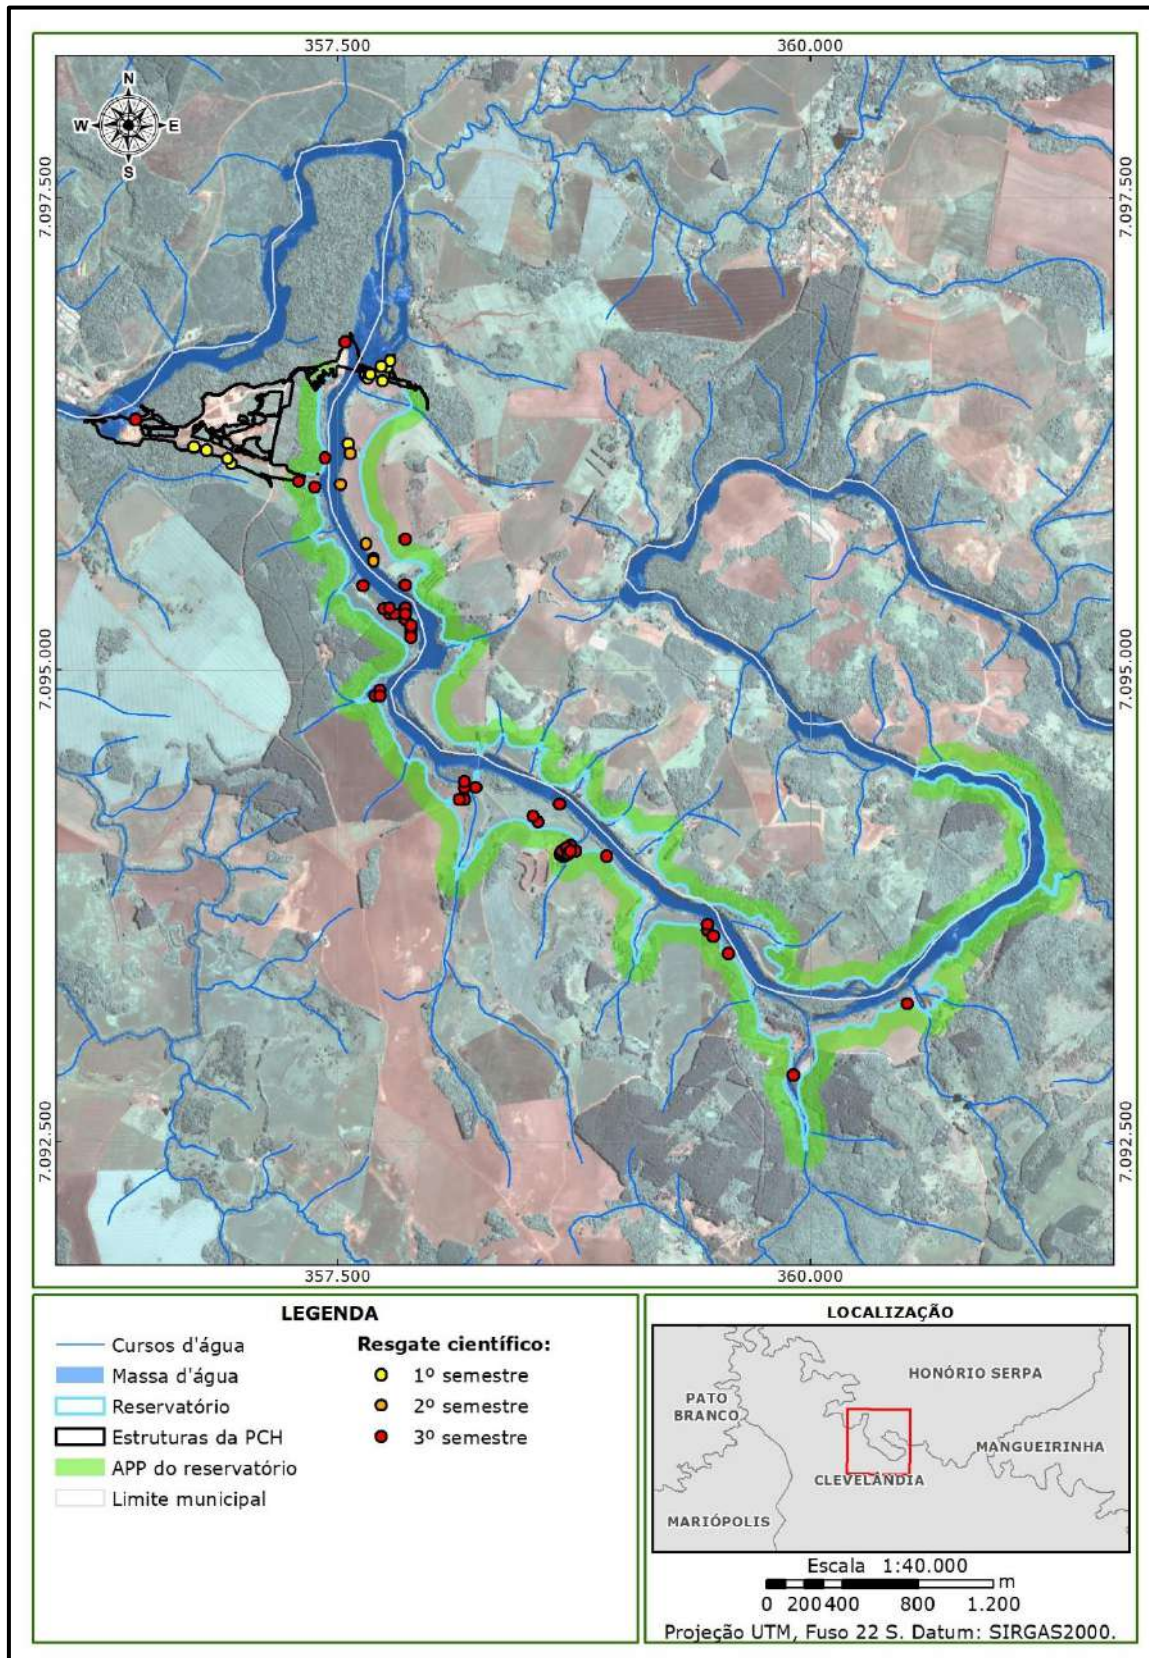 357.500 360.000
N
W E
S
7.097.500 7.097.500
7.095.000 7.095.000
7.092.500 7.092.500
357.500 360.000
LEGENDA
Cursos d'água
Massa d'água
Reservatório
Estruturas da PCH
APP do reservatório
Limite municipal
Resgate científico:
1º semestre
2º semestre
3º semestre
LOCALIZAÇÃO
HONÓRIO SERPA
PATO
BRANCO
MANGUEIRINHA
CLEVELÂNDIA
MARIÓPOLIS
Escala 1:40.000
m
0 200 400 800 1.200
Projeção UTM, Fuso 22 S. Datum: SIRGAS2000.